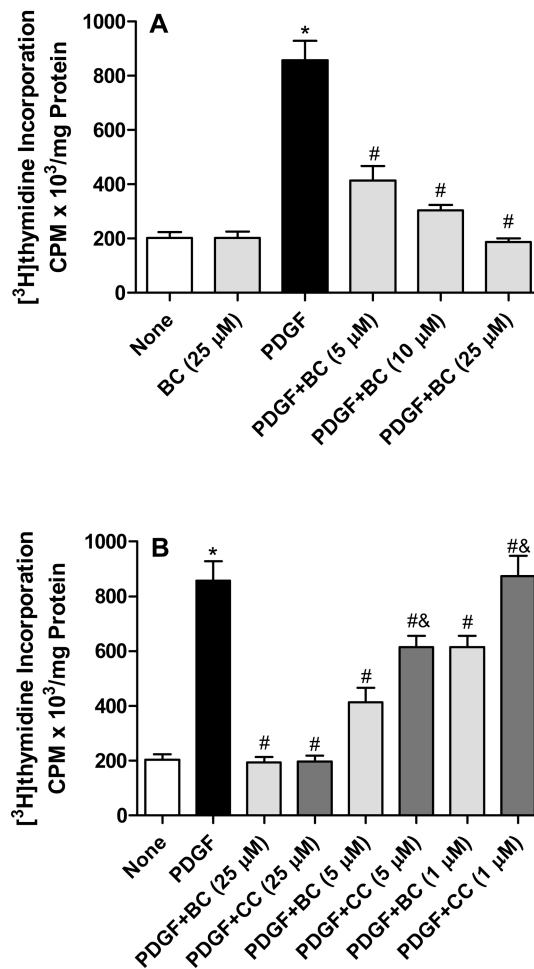 A
[³H]thymidine Incorporation
CPM x 10³/mg Protein
1000
800
600
400
200
0
*
#
#
#
None
BC (25 µM)
PDGF
PDGF+BC (5 µM)
PDGF+BC (10 µM)
PDGF+BC (25 µM)
B
[³H]thymidine Incorporation
CPM x 10³/mg Protein
1000
800
600
400
200
0
*
#
#
#
#&
#
#&
None
PDGF
PDGF+BC (25 µM)
PDGF+CC (25 µM)
PDGF+BC (5 µM)
PDGF+CC (5 µM)
PDGF+BC (1 µM)
PDGF+CC (1 µM)